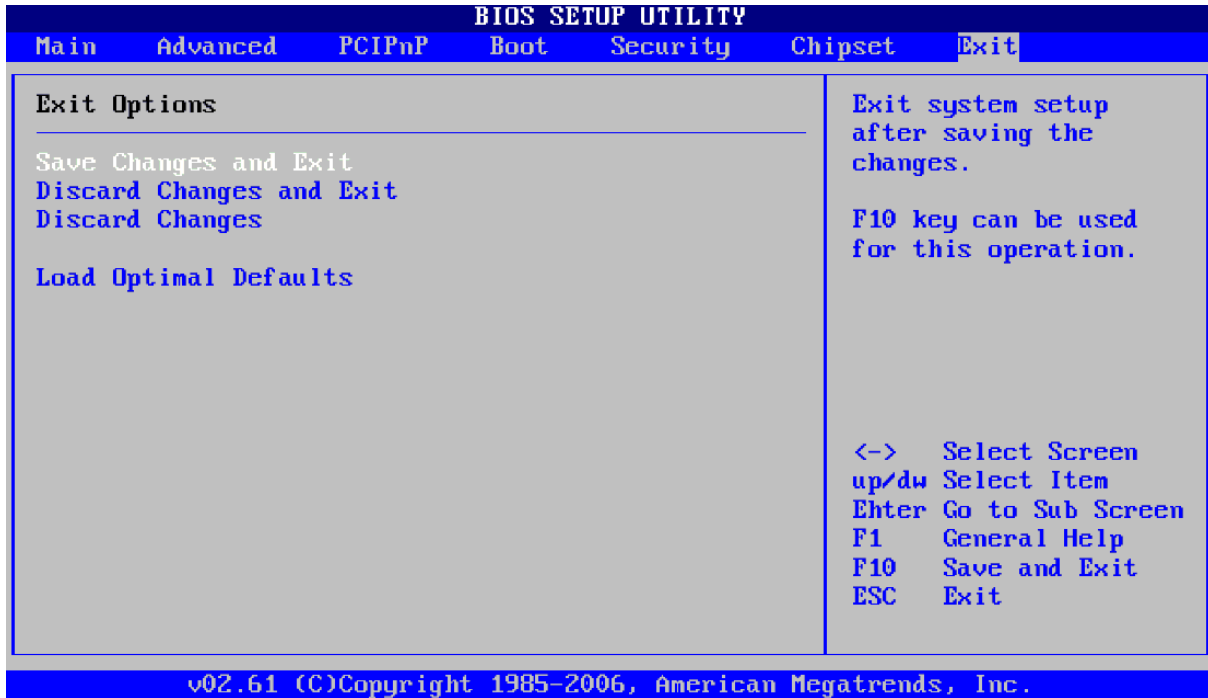 BIOS SETUP UTILITY
Main Advanced PCIPnP Boot Security Chipset Exit
Exit Options
Save Changes and Exit
Discard Changes and Exit
Discard Changes
Load Optimal Defaults
Exit system setup
after saving the
changes.
F10 key can be used
for this operation.
<-> Select Screen
up/dw Select Item
Ehter Go to Sub Screen
F1 General Help
F10 Save and Exit
ESC Exit
v02.61 (C)Copyright 1985-2006, American Megatrends, Inc.